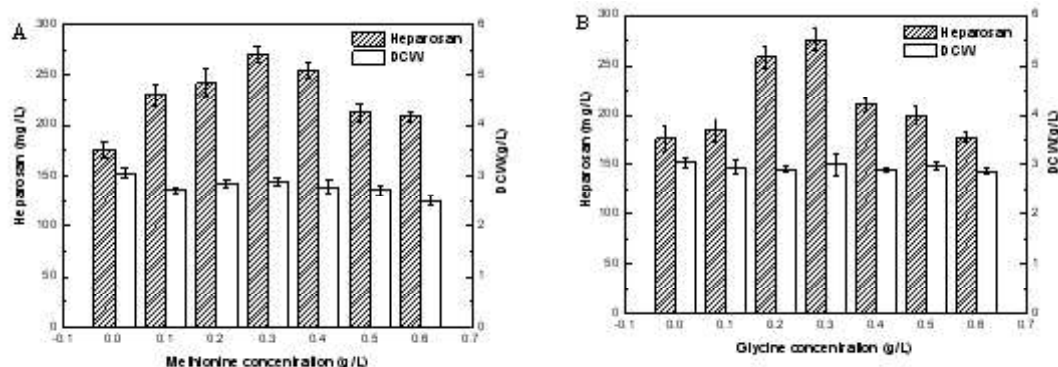 A
Heparosan
DCW
300
250
200
150
100
50
0
6
5
4
3
2
1
0
Heparosan (mg/L)
DCW(g/L)
-0.1 0.0 0.1 0.2 0.3 0.4 0.5 0.6 0.7
Methionine concentration (g/L)
B
Heparosan
DCW
300
250
200
150
100
50
0
6
5
4
3
2
1
0
Heparosan (mg/L)
DCW(g/L)
-0.1 0.0 0.1 0.2 0.3 0.4 0.5 0.6 0.7
Glycine concentration (g/L)